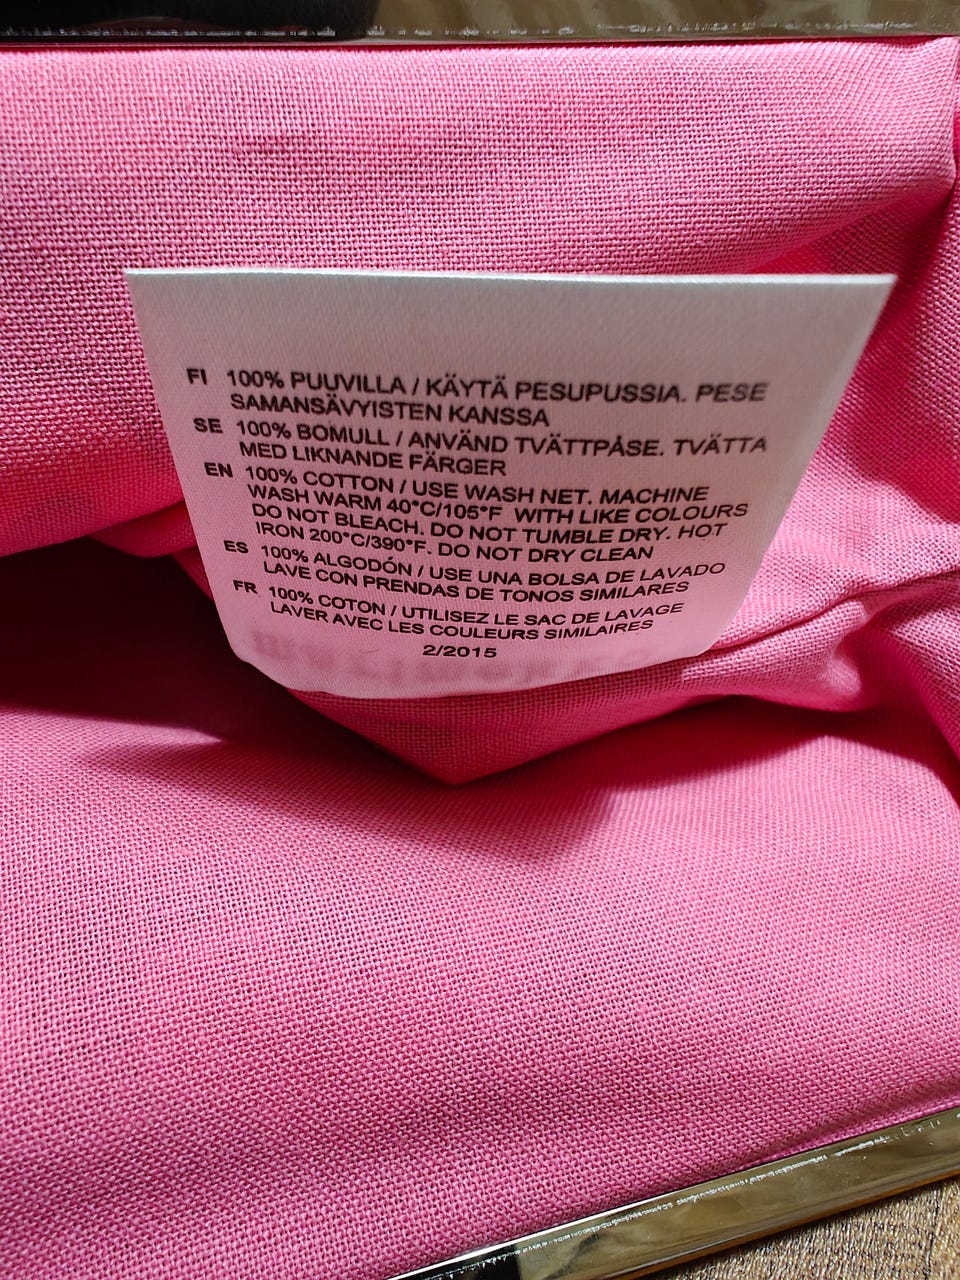 FI 100% PUUVILLA / KÄYTÄ PESUPUSSIA. PESE
SAMANSÄVYISTEN KANSSA
SE 100% BOMULL / ANVÄND TVÄTTPÅSE. TVÄTTA
MED LIKNANDE FÄRGER
EN 100% COTTON / USE WASH NET. MACHINE
WASH WARM 40°C/105°F WITH LIKE COLOURS
DO NOT BLEACH. DO NOT TUMBLE DRY. HOT
IRON 200°C/390°F. DO NOT DRY CLEAN
ES 100% ALGODÓN / USE UNA BOLSA DE LAVADO
LAVE CON PRENDAS DE TONOS SIMILARES
FR 100% COTON / UTILISEZ LE SAC DE LAVAGE
LAVER AVEC LES COULEURS SIMILAIRES
2/2015